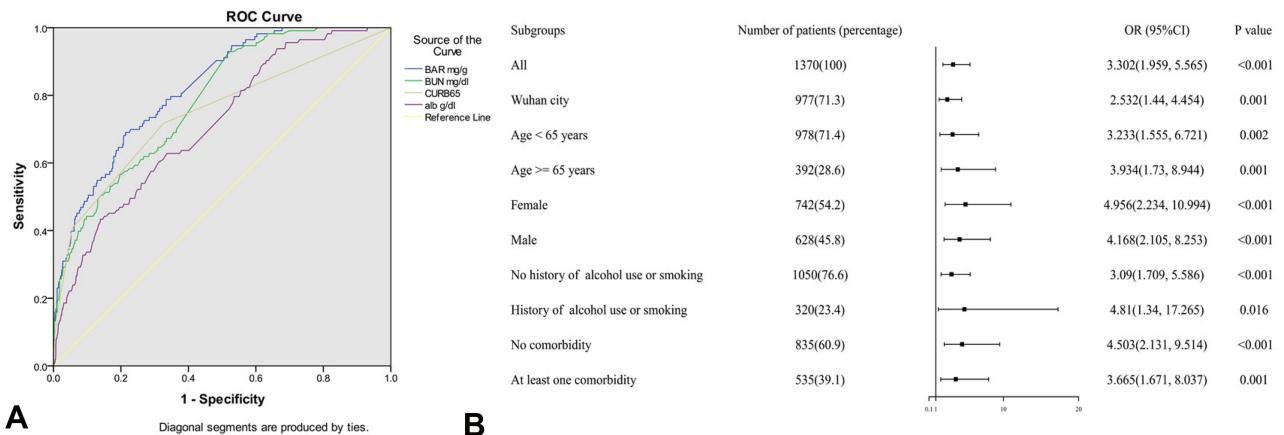 ROC Curve
Sensitivity
1.0
0.8
0.6
0.4
0.2
0.0
0.0 0.2 0.4 0.6 0.8 1.0
1 - Specificity
Diagonal segments are produced by ties.
Source of the
Curve
BAR mg/g
BUN mg/dl
CURB65
alb g/dl
Reference Line
A
Subgroups Number of patients (percentage) OR (95%CI) P value
All 1370(100) 3.302(1.959, 5.565) <0.001
Wuhan city 977(71.3) 2.532(1.44, 4.454) 0.001
Age < 65 years 978(71.4) 3.233(1.555, 6.721) 0.002
Age >= 65 years 392(28.6) 3.934(1.73, 8.944) 0.001
Female 742(54.2) 4.956(2.234, 10.994) <0.001
Male 628(45.8) 4.168(2.105, 8.253) <0.001
No history of alcohol use or smoking 1050(76.6) 3.09(1.709, 5.586) <0.001
History of alcohol use or smoking 320(23.4) 4.81(1.34, 17.265) 0.016
No comorbidity 835(60.9) 4.503(2.131, 9.514) <0.001
At least one comorbidity 535(39.1) 3.665(1.671, 8.037) 0.001
0.1 1 10 20
B